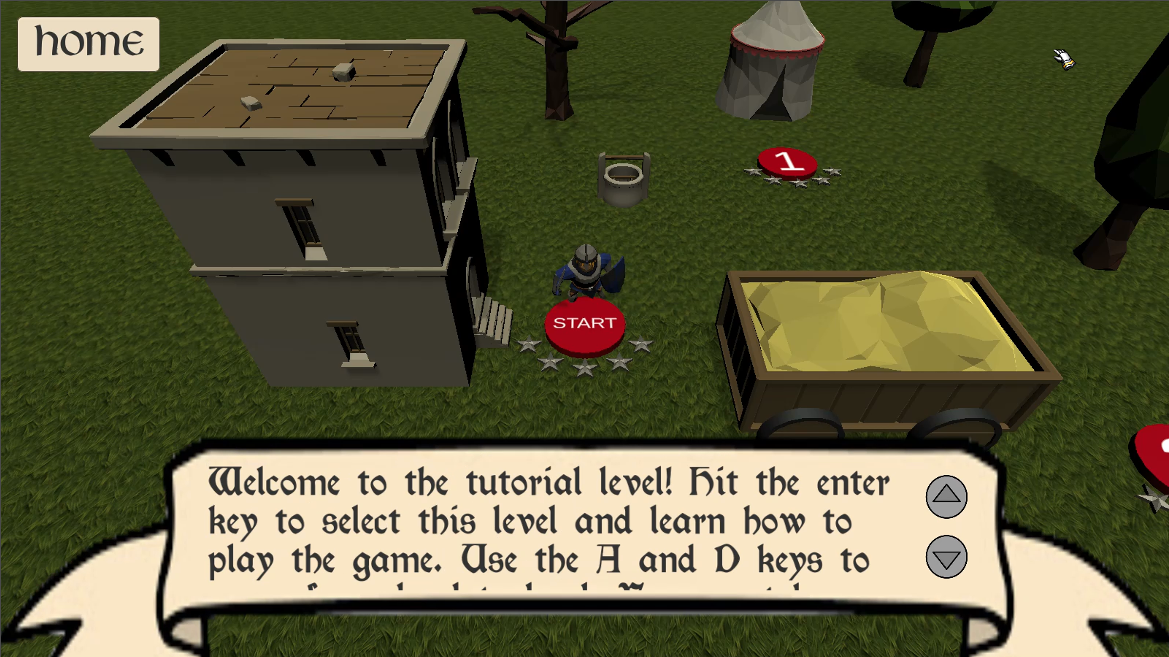 home
1
START
Welcome to the tutorial level! Hit the enter
key to select this level and learn how to
play the game. Use the A and D keys to